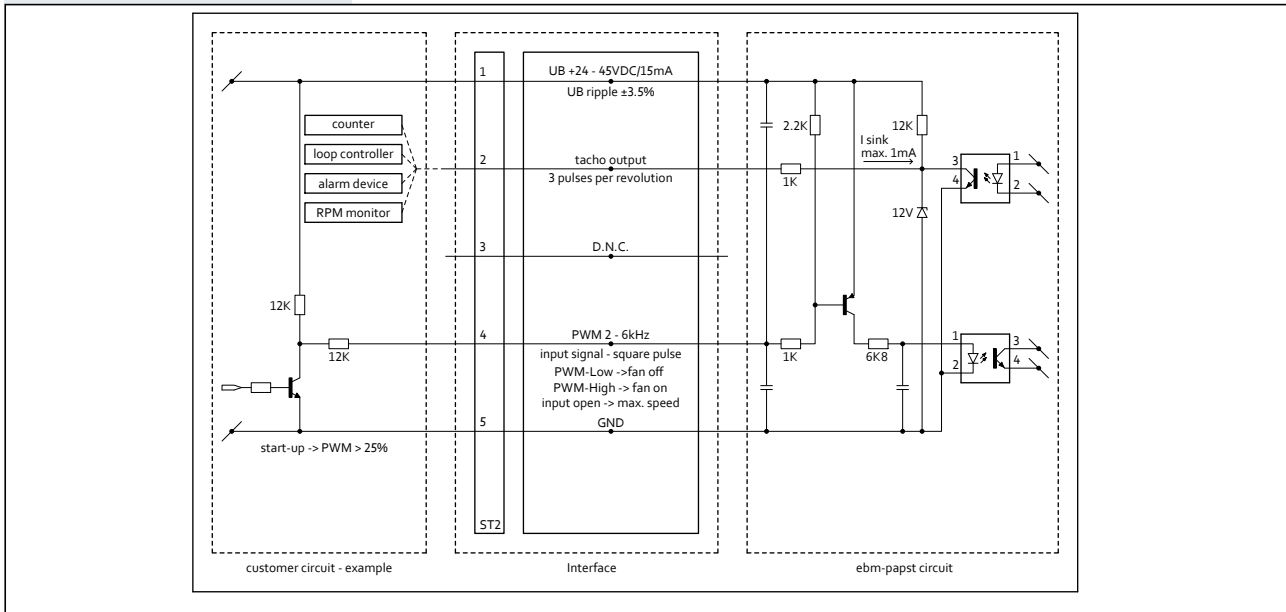 1
UB +24 - 45VDC/15mA
UB ripple ±3.5%
counter
loop controller
alarm device
RPM monitor
2
tacho output
3 pulses per revolution
2.2K
12K
I sink
max. 1mA
1K
3
4
1
2
12V
3
D.N.C.
12K
12K
4
PWM 2 - 6kHz
input signal - square pulse
PWM-Low ->fan off
PWM-High -> fan on
input open -> max. speed
1K
6K8
1
2
3
4
5
GND
start-up -> PWM > 25%
ST2
customer circuit - example
Interface
ebm-papst circuit